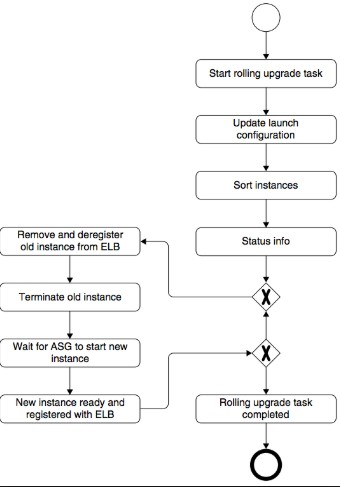 Start rolling upgrade task
Update launch
configuration
Sort instances
Status info
Remove and deregister
old instance from ELB
Terminate old instance
Wait for ASG to start new
instance
New instance ready and
registered with ELB
Rolling upgrade task
completed